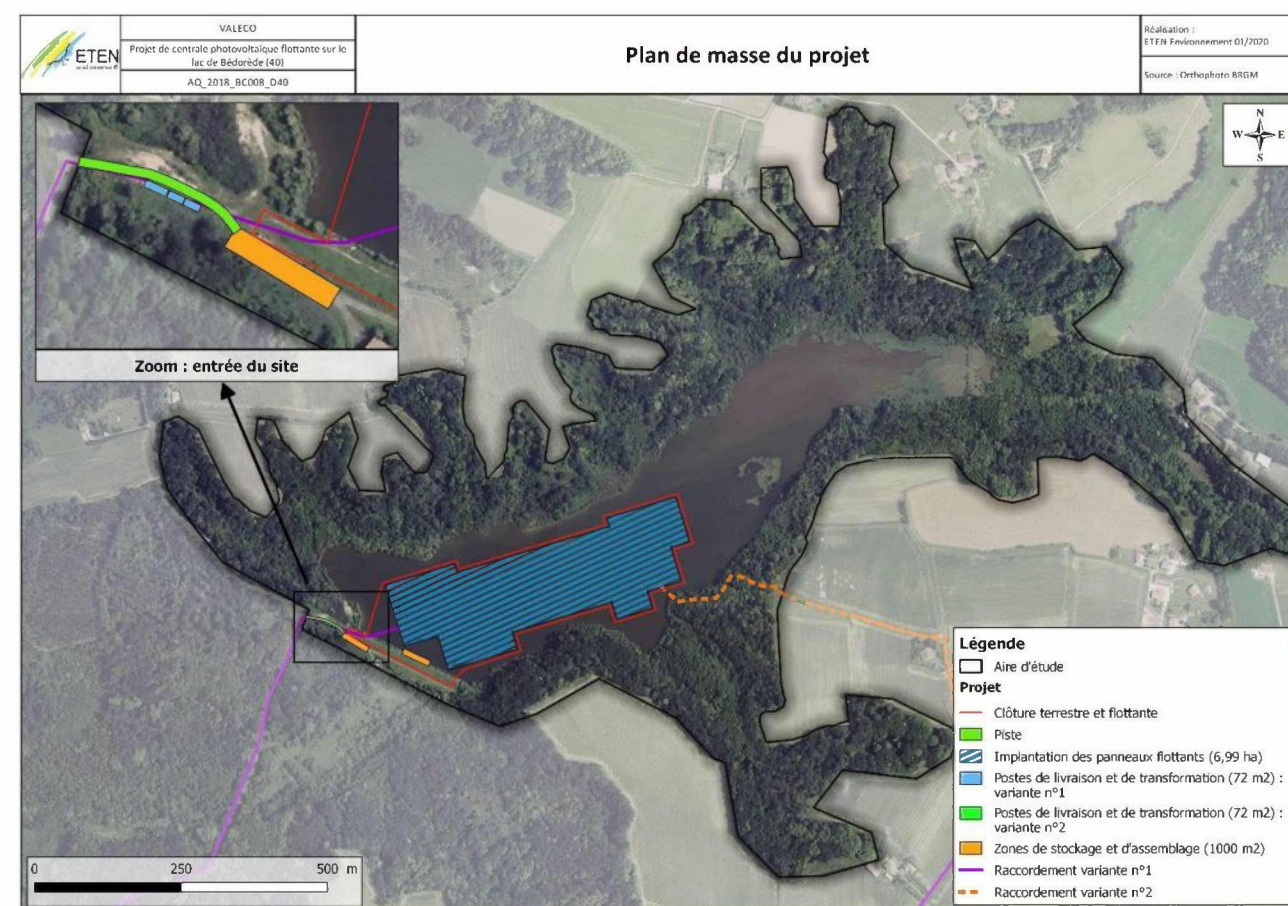 ETEN
VALECO
Projet de centrale photovoltaïque flottante sur le
lac de Bédorède (40)
AQ_2018_BC008_D40
Plan de masse du projet
Réalisation :
ETEN Environnement 01/2020
Source : Orthophoto BRGM
N
W E
S
Zoom : entrée du site
Légende
Aire d'étude
Projet
Clôture terrestre et flottante
Piste
Implantation des panneaux flottants (6,99 ha)
Postes de livraison et de transformation (72 m2) :
variante n°1
Postes de livraison et de transformation (72 m2) :
variante n°2
Zones de stockage et d'assemblage (1000 m2)
Raccordement variante n°1
Raccordement variante n°2
0 250 500 m